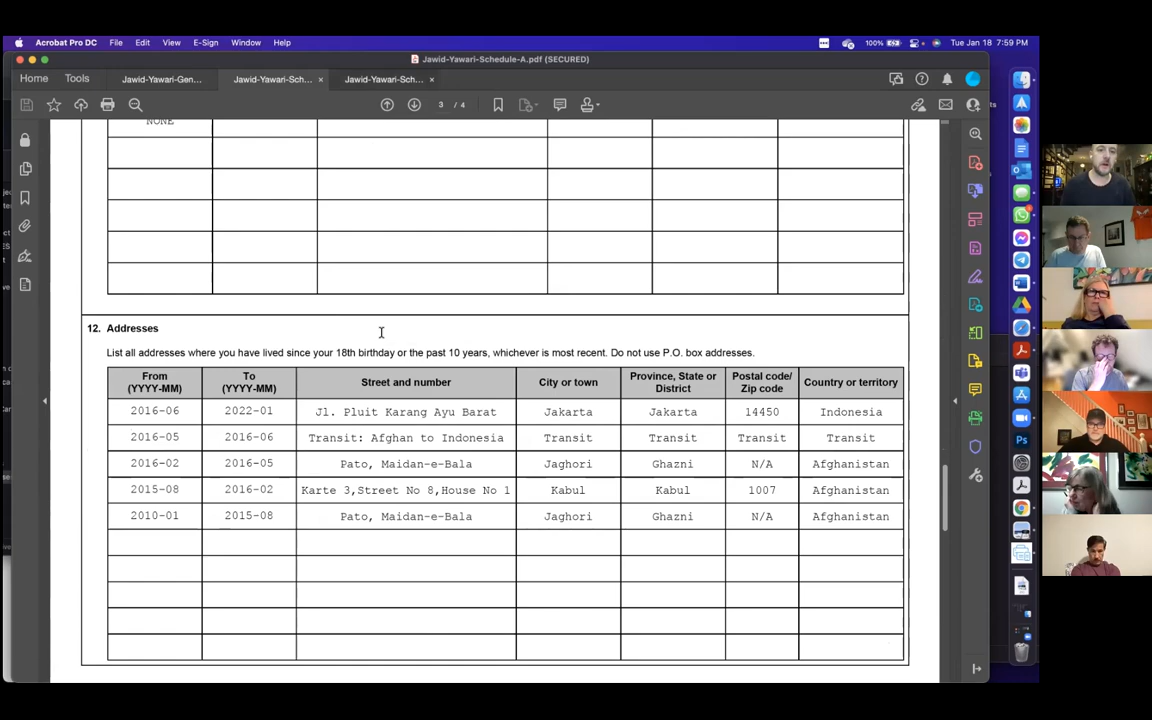 Acrobat Pro DC File Edit View E-Sign Window Help 100% Tue Jan 18 7:59 PM
Jawid-Yawari-Schedule-A.pdf (SECURED)
Home Tools Jawid-Yawari-Gen... Jawid-Yawari-Sch... × Jawid-Yawari-Sch... ×
3 / 4
NONE
12. Addresses
List all addresses where you have lived since your 18th birthday or the past 10 years, whichever is most recent. Do not use P.O. box addresses.
From (YYYY-MM) To (YYYY-MM) Street and number City or town Province, State or District Postal code/ Zip code Country or territory
2016-06 2022-01 Jl. Pluit Karang Ayu Barat Jakarta Jakarta 14450 Indonesia
2016-05 2016-06 Transit: Afghan to Indonesia Transit Transit Transit Transit
2016-02 2016-05 Pato, Maidan-e-Bala Jaghori Ghazni N/A Afghanistan
2015-08 2016-02 Karte 3,Street No 8,House No 1 Kabul Kabul 1007 Afghanistan
2010-01 2015-08 Pato, Maidan-e-Bala Jaghori Ghazni N/A Afghanistan